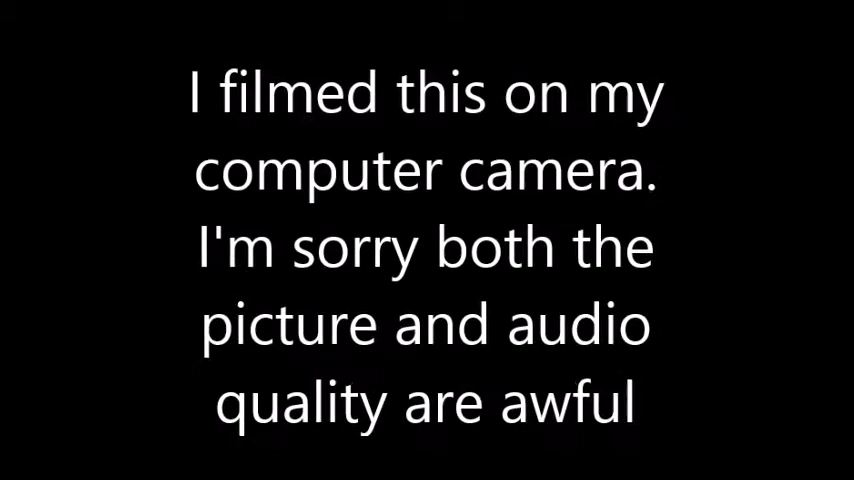 I filmed this on my
computer camera.
I'm sorry both the
picture and audio
quality are awful